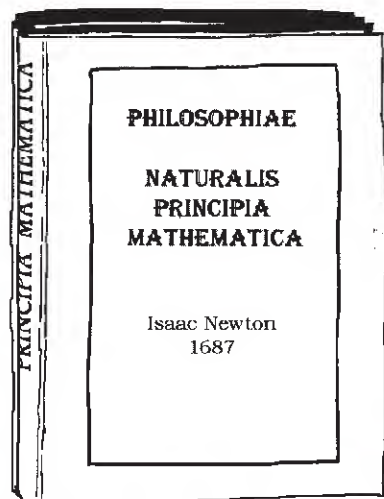 PRINCIPIA MATHEMATICA
PHILOSOPHIAE
NATURALIS
PRINCIPIA
MATHEMATICA
Isaac Newton
1687